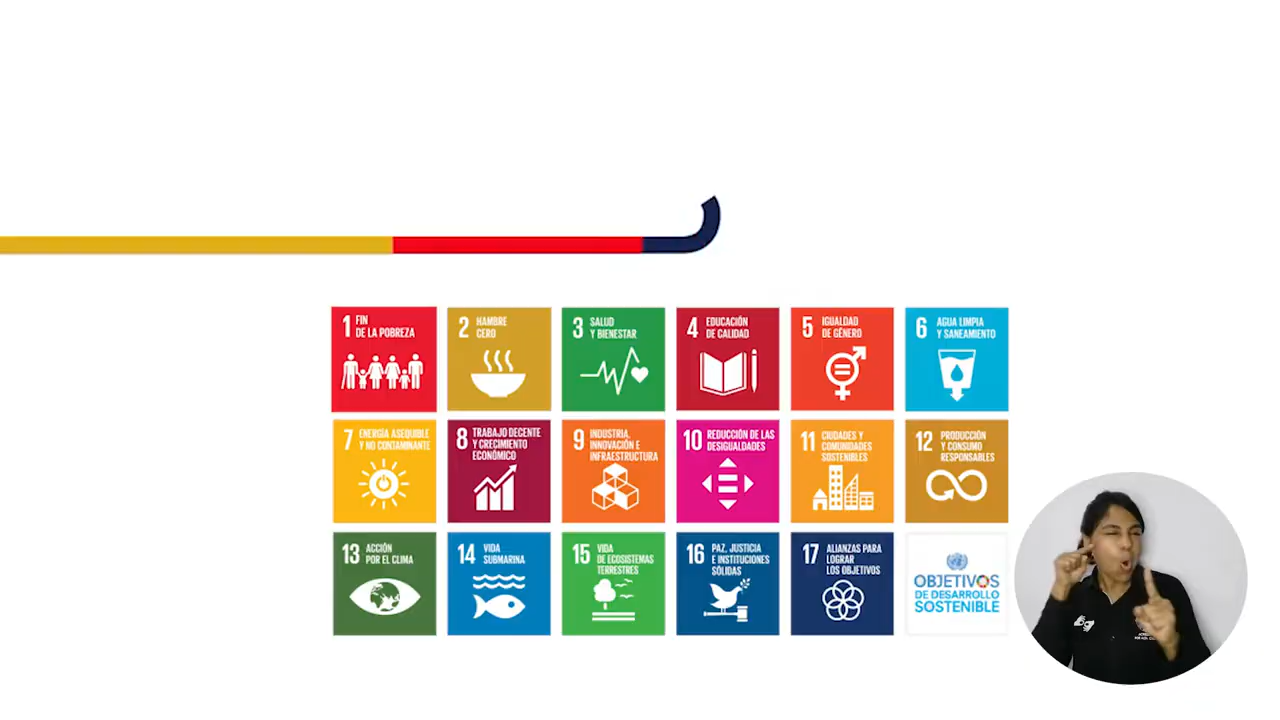 1 FIN
DE LA POBREZA
2 HAMBRE
CERO
3 SALUD
Y BIENESTAR
4 EDUCACIÓN
DE CALIDAD
5 IGUALDAD
DE GÉNERO
6 AGUA LIMPIA
Y SANEAMIENTO
7 ENERGÍA ASEQUIBLE
Y NO CONTAMINANTE
8 TRABAJO DECENTE
Y CRECIMIENTO
ECONÓMICO
9 INDUSTRIA,
INNOVACIÓN E
INFRAESTRUCTURA
10 REDUCCIÓN DE LAS
DESIGUALDADES
11 CIUDADES Y
COMUNIDADES
SOSTENIBLES
12 PRODUCCIÓN
Y CONSUMO
RESPONSABLES
13 ACCIÓN
POR EL CLIMA
14 VIDA
SUBMARINA
15 VIDA
DE ECOSISTEMAS
TERRESTRES
16 PAZ, JUSTICIA
E INSTITUCIONES
SÓLIDAS
17 ALIANZAS PARA
LOGRAR
LOS OBJETIVOS
OBJETIVOS
DE DESARROLLO
SOSTENIBLE